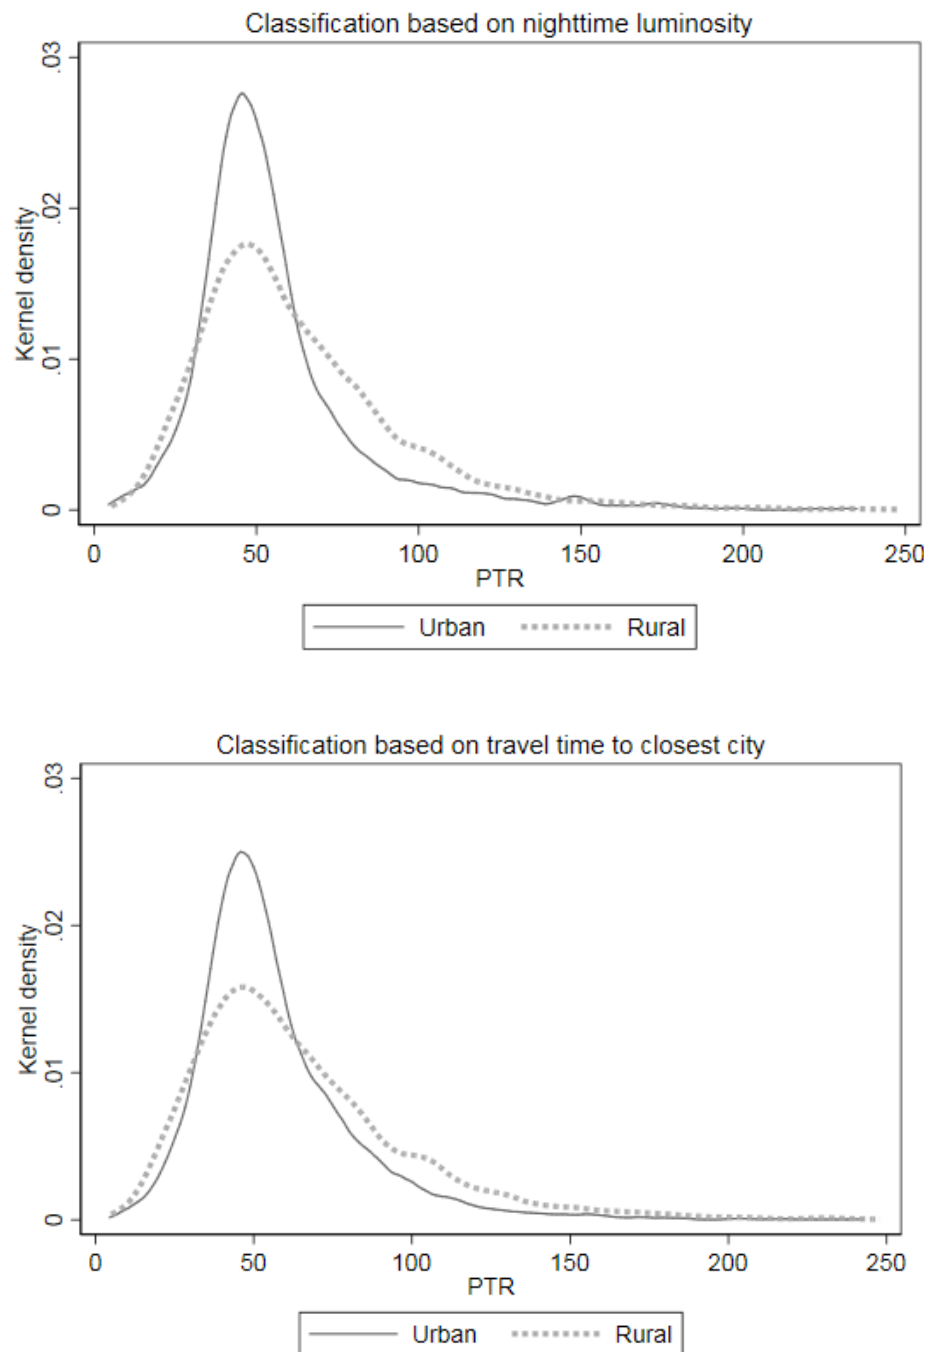 Classification based on nighttime luminosity
Kernel density
.03
.02
.01
0
0 50 100 150 200 250
PTR
Urban Rural
Classification based on travel time to closest city
Kernel density
.03
.02
.01
0
0 50 100 150 200 250
PTR
Urban Rural